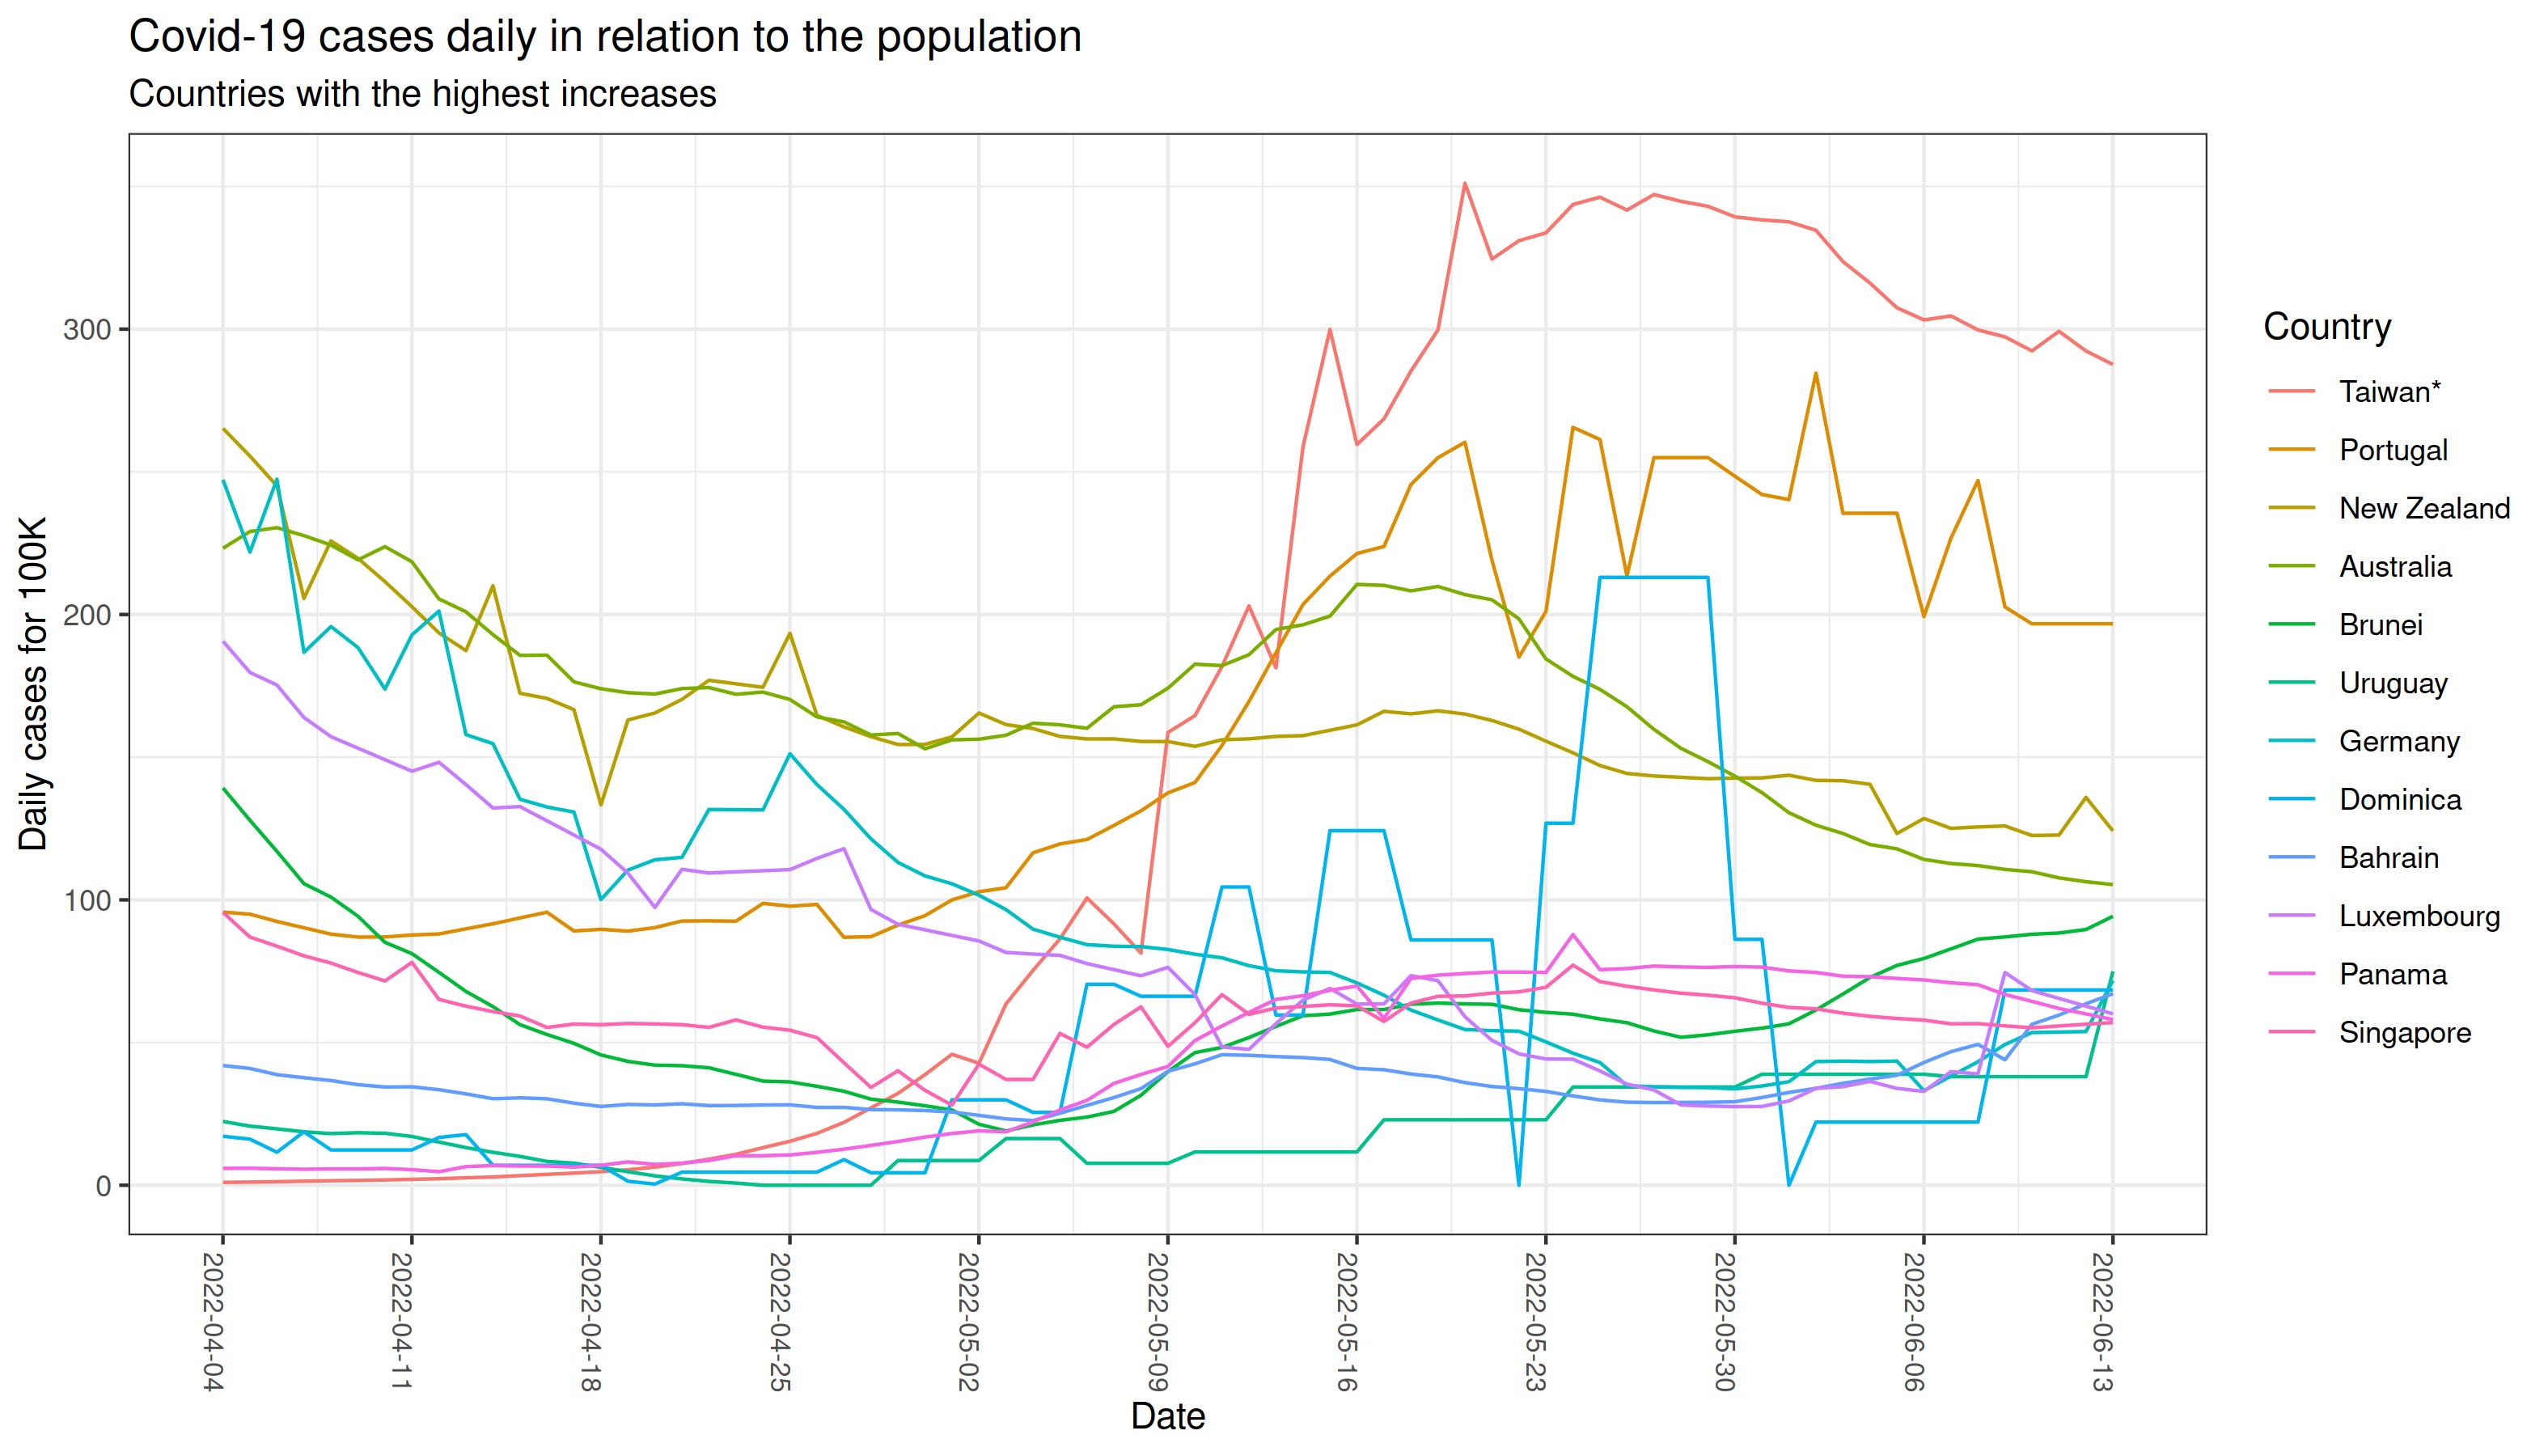 Covid-19 cases daily in relation to the population
Countries with the highest increases
Daily cases for 100K
300
200
100
0
2022-04-04
2022-04-11
2022-04-18
2022-04-25
2022-05-02
2022-05-09
2022-05-16
2022-05-23
2022-05-30
2022-06-06
2022-06-13
Date
Country
Taiwan*
Portugal
New Zealand
Australia
Brunei
Uruguay
Germany
Dominica
Bahrain
Luxembourg
Panama
Singapore